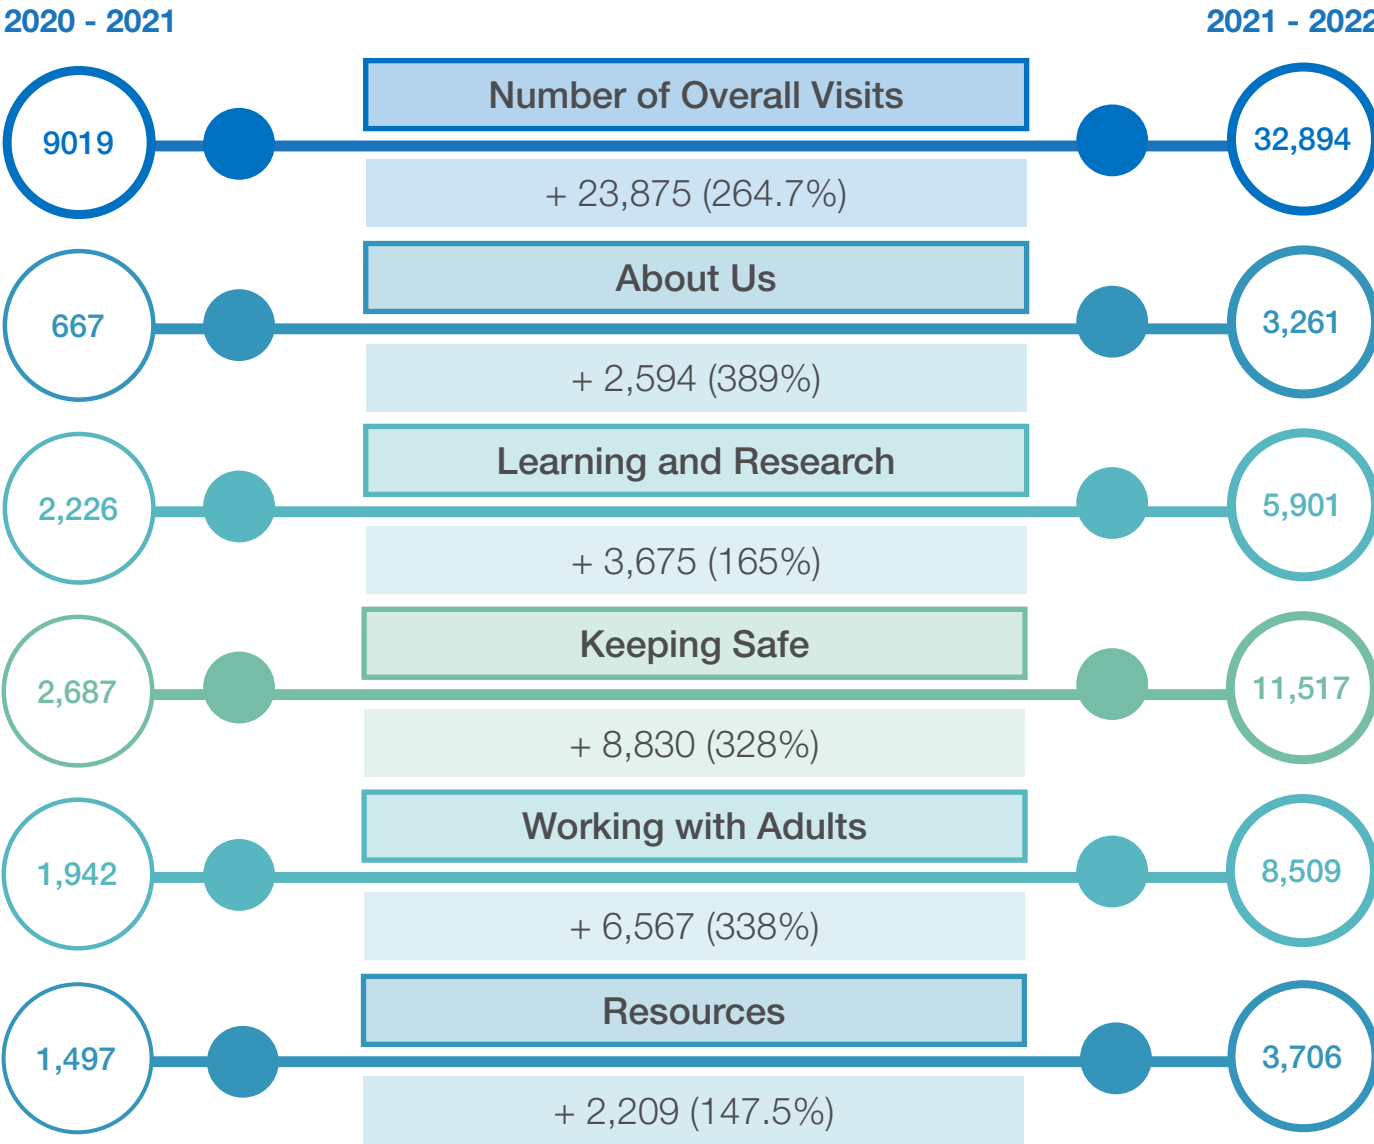 2020 - 2021
2021 - 2022
Number of Overall Visits
9019
32,894
+ 23,875 (264.7%)
About Us
667
3,261
+ 2,594 (389%)
Learning and Research
2,226
5,901
+ 3,675 (165%)
Keeping Safe
2,687
11,517
+ 8,830 (328%)
Working with Adults
1,942
8,509
+ 6,567 (338%)
Resources
1,497
3,706
+ 2,209 (147.5%)